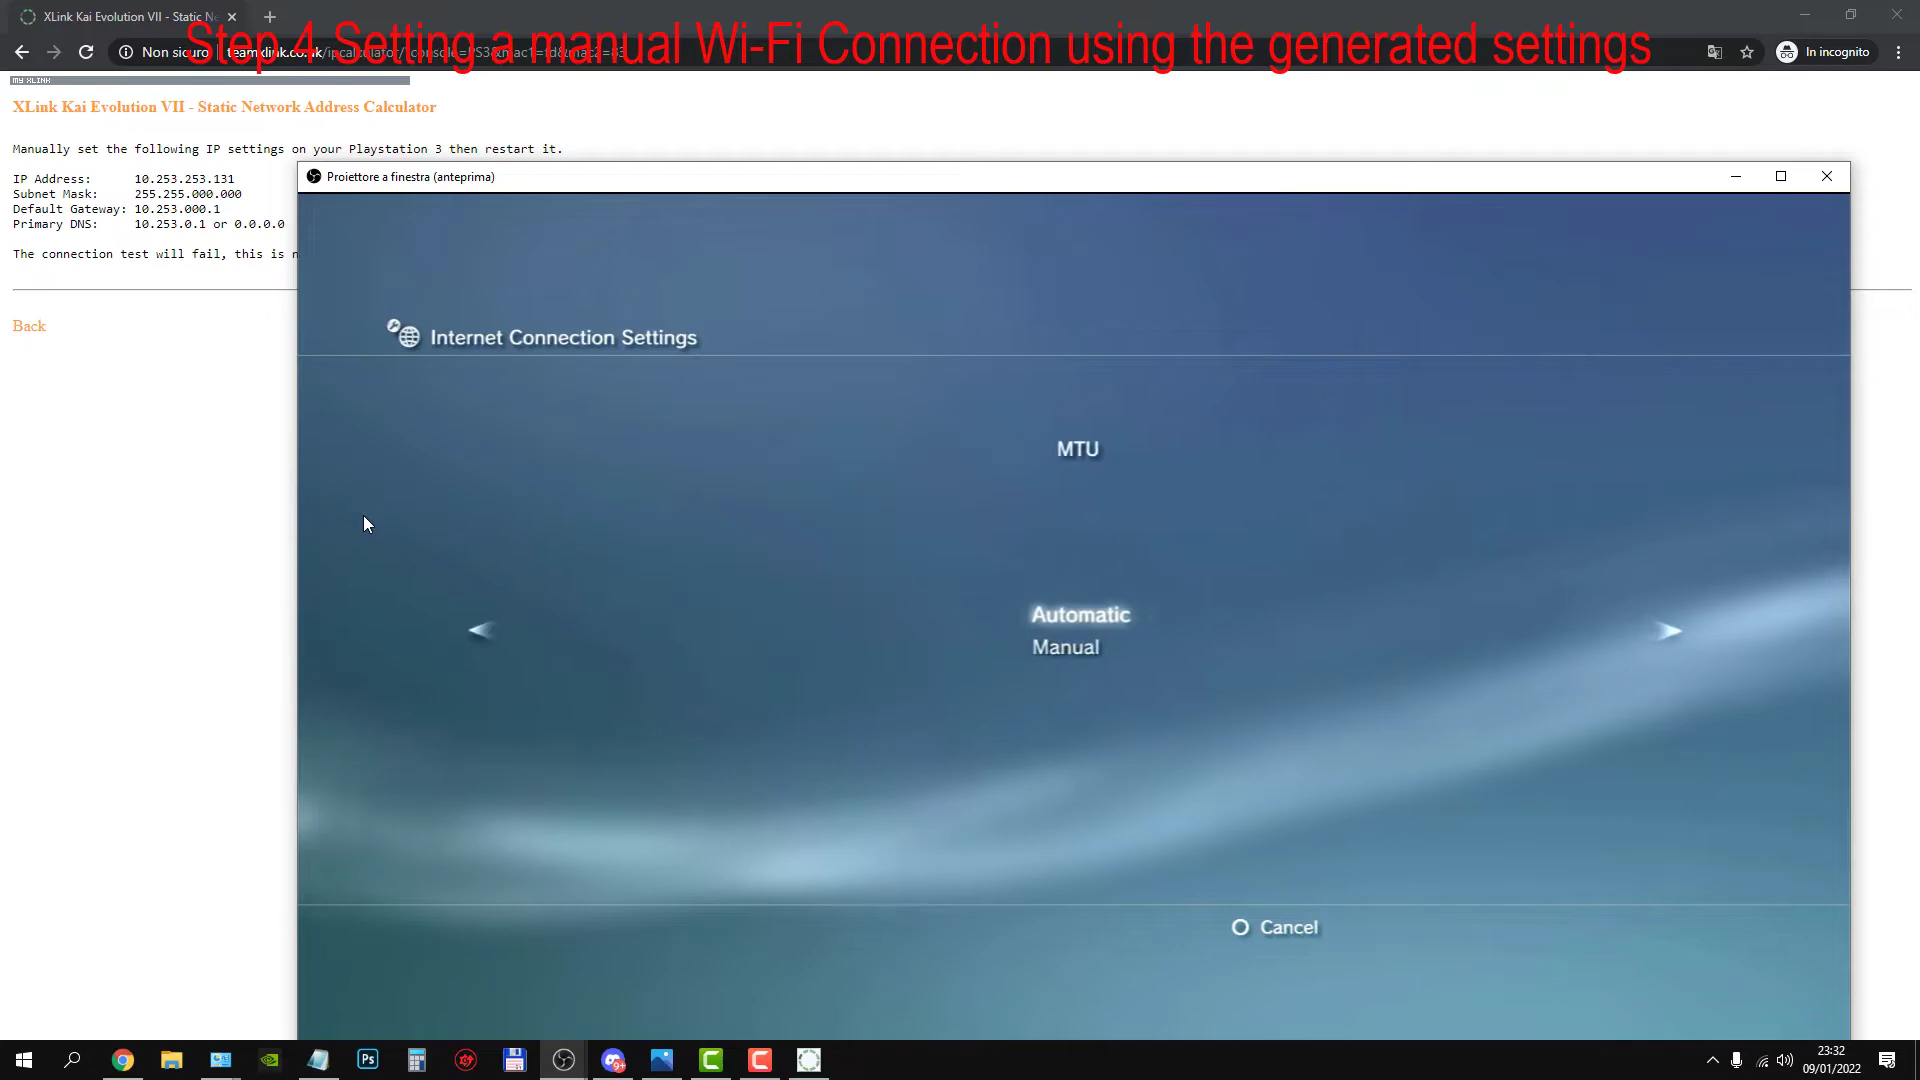 XLink Kai Evolution VII - Static N
Step 4 Setting a manual Wi-Fi Connection using the generated settings
Non sicuro
In incognito
MY XLINK
XLink Kai Evolution VII - Static Network Address Calculator
Manually set the following IP settings on your Playstation 3 then restart it.
IP Address: 10.253.253.131
Subnet Mask: 255.255.000.000
Default Gateway: 10.253.000.1
Primary DNS: 10.253.0.1 or 0.0.0.0
The connection test will fail, this is n
Back
Proiettore a finestra (anteprima)
Internet Connection Settings
MTU
Automatic
Manual
Cancel
Ps
9+
23:32
09/01/2022